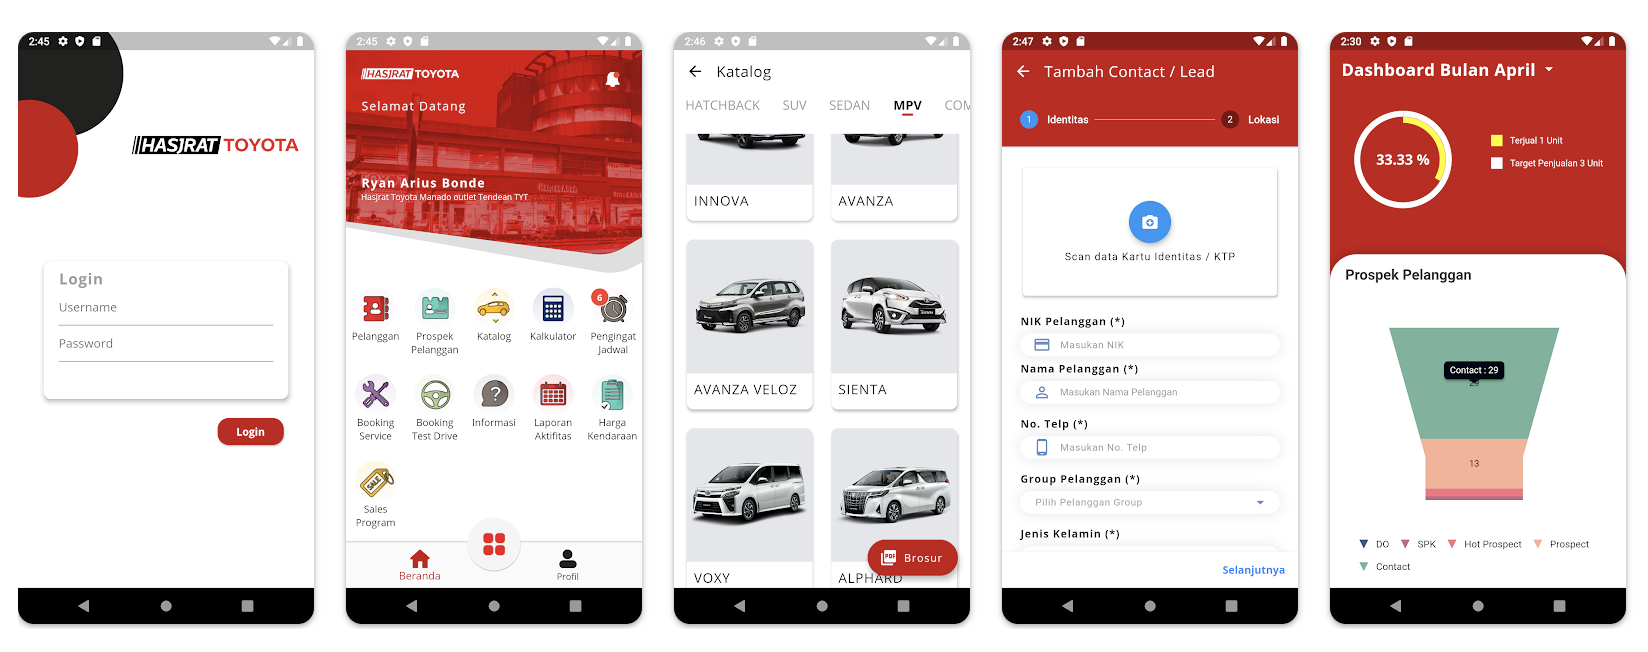 2:45
HASJRAT TOYOTA
Login
Username
Password
Login
2:45
HASJRAT TOYOTA
Selamat Datang
Ryan Arius Bonde
Hasjrat Toyota Manado outlet Tendean TYT
Pelanggan
Prospek Pelanggan
Katalog
Kalkulator
6
Pengingat Jadwal
Booking Service
Booking Test Drive
?
Informasi
Laporan Aktifitas
Harga Kendaraan
SALE
Sales Program
Beranda
Profil
2:46
Katalog
HATCHBACK SUV SEDAN MPV COM
INNOVA
AVANZA
AVANZA VELOZ
SIENTA
VOXY
ALPHARD
PDF Brosur
2:47
Tambah Contact / Lead
1 Identitas
2 Lokasi
Scan data Kartu Identitas / KTP
NIK Pelanggan (*)
Masukan NIK
Nama Pelanggan (*)
Masukan Nama Pelanggan
No. Telp (*)
Masukan No. Telp
Group Pelanggan (*)
Pilih Pelanggan Group
Jenis Kelamin (*)
Selanjutnya
2:30
Dashboard Bulan April
33.33 %
Terjual 1 Unit
Target Penjualan 3 Unit
Prospek Pelanggan
Contact : 29
29
13
DO SPK Hot Prospect Prospect
Contact